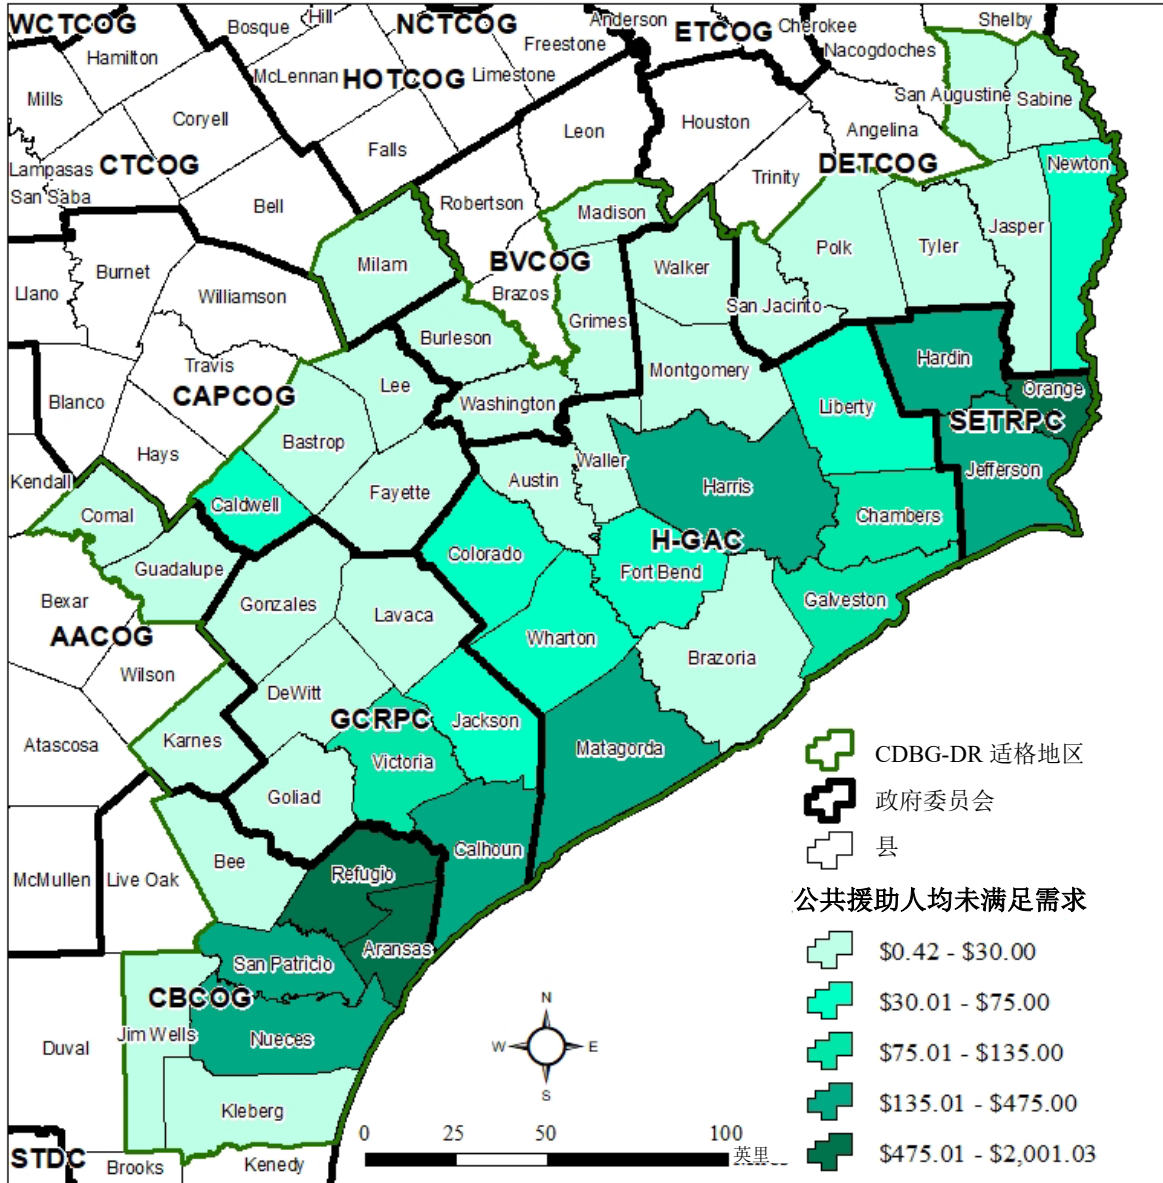 WCTCOG
Hill
Bosque
NCTCOG
Anderson
ETCOG
Cherokee
Shelby
Hamilton
Freestone
Nacogdoches
McLennan
HOTCOG
Limestone
Mills
San Augustine
Sabine
Coryell
Leon
Houston
Angelina
Falls
Lampasas
CTCOG
DETCOG
Newton
San Saba
Trinity
Bell
Robertson
Madison
Jasper
Polk
Tyler
Milam
BVCOG
Walker
Burnet
Llano
Williamson
Brazos
San Jacinto
Grimes
Burleson
Travis
Hardin
Lee
Montgomery
CAPCOG
Orange
Blanco
Washington
Liberty
SETRPC
Bastrop
Hays
Waller
Jefferson
Kendall
Austin
Fayette
Harris
Caldwell
Comal
Chambers
H-GAC
Colorado
Guadalupe
Fort Bend
Bexar
Gonzales
Lavaca
Galveston
AACOG
Wharton
Brazoria
Wilson
DeWitt
GCRPC
Jackson
Karnes
Atascosa
Matagorda
Victoria
CDBG-DR 适格地区
Goliad
政府委员会
Calhoun
县
Bee
Refugio
McMullen
Live Oak
公共援助人均未满足需求
Aransas
$0.42 - $30.00
San Patricio
CBCOG
$30.01 - $75.00
Jim Wells
Nueces
Duval
N
W
E
S
$75.01 - $135.00
Kleberg
$135.01 - $475.00
0 25 50 100
英里
STDC
Brooks
Kenedy
$475.01 - $2,001.03